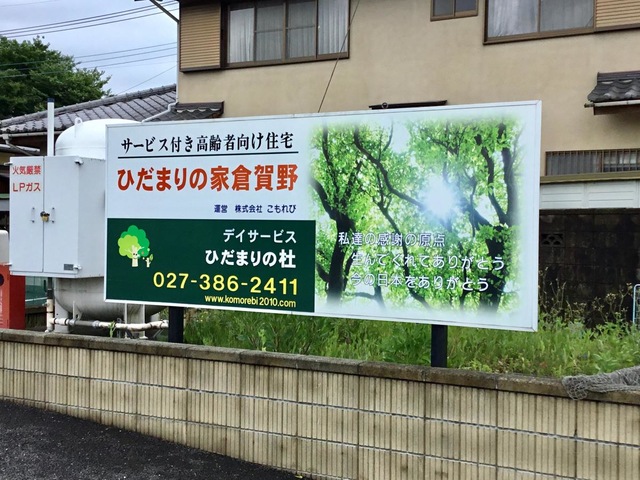 火気厳禁
LPガス
サービス付き高齢者向け住宅
ひだまりの家倉賀野
運営 株式会社 こもれび
デイサービス
ひだまりの杜
027-386-2411
www.komorebi2010.com
私達の感謝の原点
生んでくれてありがとう
今の日本をありがとう